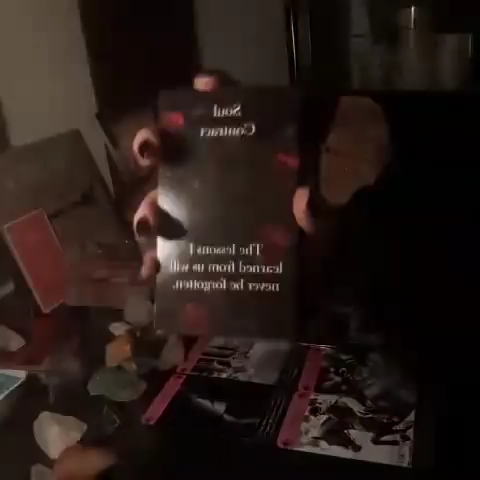 Soul
Contract
The lessons I
learned from us will
never be forgotten.